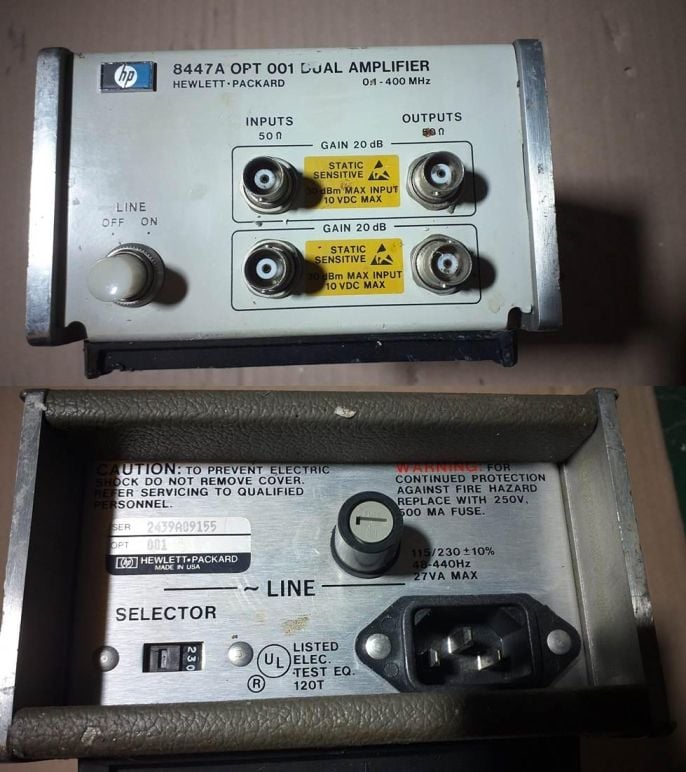 hp
8447A OPT 001 DUAL AMPLIFIER
HEWLETT·PACKARD 0.1 - 400 MHz
INPUTS
50 Ω
OUTPUTS
50 Ω
GAIN 20 dB
STATIC
SENSITIVE
30 dBm MAX INPUT
10 VDC MAX
LINE
OFF ON
GAIN 20 dB
STATIC
SENSITIVE
30 dBm MAX INPUT
10 VDC MAX
CAUTION: TO PREVENT ELECTRIC
SHOCK DO NOT REMOVE COVER.
REFER SERVICING TO QUALIFIED
PERSONNEL.
WARNING: FOR
CONTINUED PROTECTION
AGAINST FIRE HAZARD
REPLACE WITH 250V,
500 MA FUSE.
SER 2439A09155
OPT 001
hp HEWLETT·PACKARD
MADE IN USA
115/230 ±10%
48-440Hz
27VA MAX
~ LINE
SELECTOR
230
UL
®
LISTED
ELEC.
TEST EQ.
120T